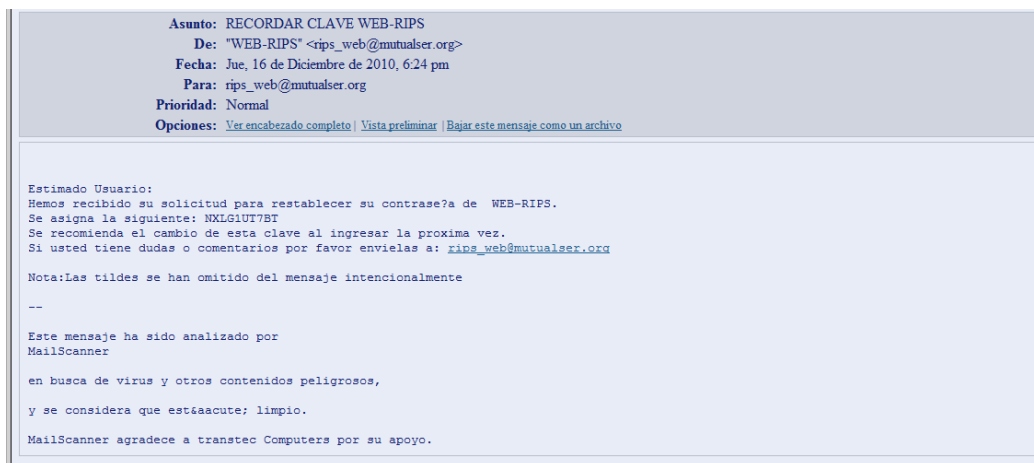 Asunto: RECORDAR CLAVE WEB-RIPS
De: "WEB-RIPS" <rips_web@mutualser.org>
Fecha: Jue, 16 de Diciembre de 2010, 6:24 pm
Para: rips_web@mutualser.org
Prioridad: Normal
Opciones: Ver encabezado completo | Vista preliminar | Bajar este mensaje como un archivo
Estimado Usuario:
Hemos recibido su solicitud para restablecer su contrase?a de WEB-RIPS.
Se asigna la siguiente: NXLG1UT7BT
Se recomienda el cambio de esta clave al ingresar la proxima vez.
Si usted tiene dudas o comentarios por favor envielas a: rips_web@mutualser.org
Nota:Las tildes se han omitido del mensaje intencionalmente
--
Este mensaje ha sido analizado por
MailScanner
en busca de virus y otros contenidos peligrosos,
y se considera que est&aacute; limpio.
MailScanner agradece a transtec Computers por su apoyo.